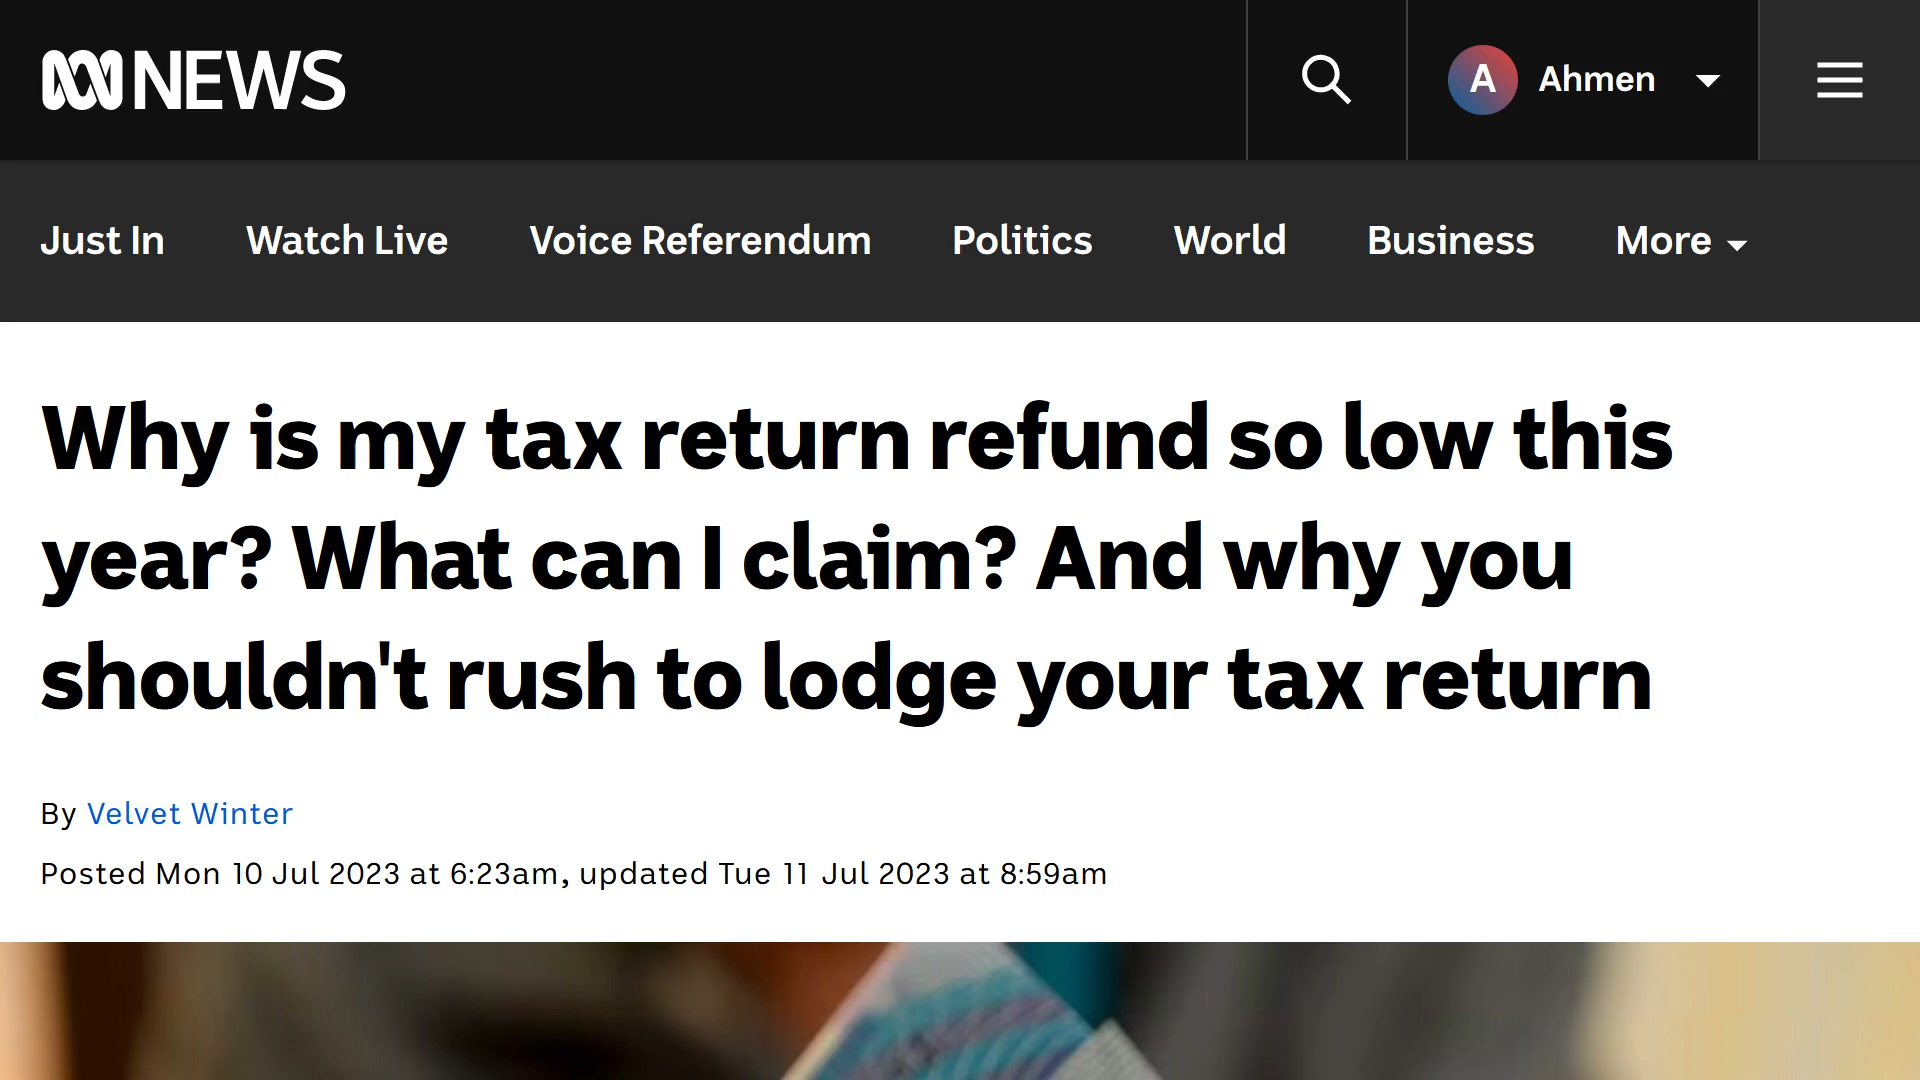 NEWS
A Ahmen
Just In Watch Live Voice Referendum Politics World Business More
Why is my tax return refund so low this
year? What can I claim? And why you
shouldn't rush to lodge your tax return
By Velvet Winter
Posted Mon 10 Jul 2023 at 6:23am, updated Tue 11 Jul 2023 at 8:59am